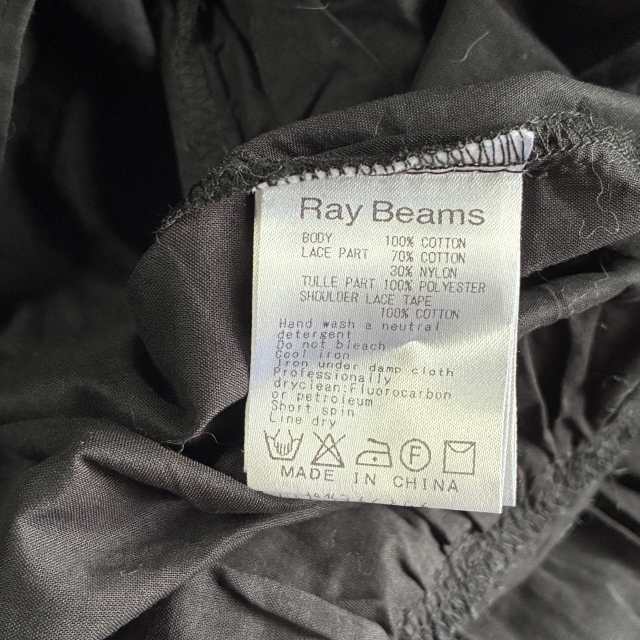 Ray Beams
BODY 100% COTTON
LACE PART 70% COTTON
30% NYLON
TULLE PART 100% POLYESTER
SHOULDER LACE TAPE
100% COTTON
Hand wash a neutral
detergent
Do not bleach
Cool iron
Iron under damp cloth
Professionally
dryclean:Fluorocarbon
or petroleum
Short spin
Line dry
F
MADE IN CHINA